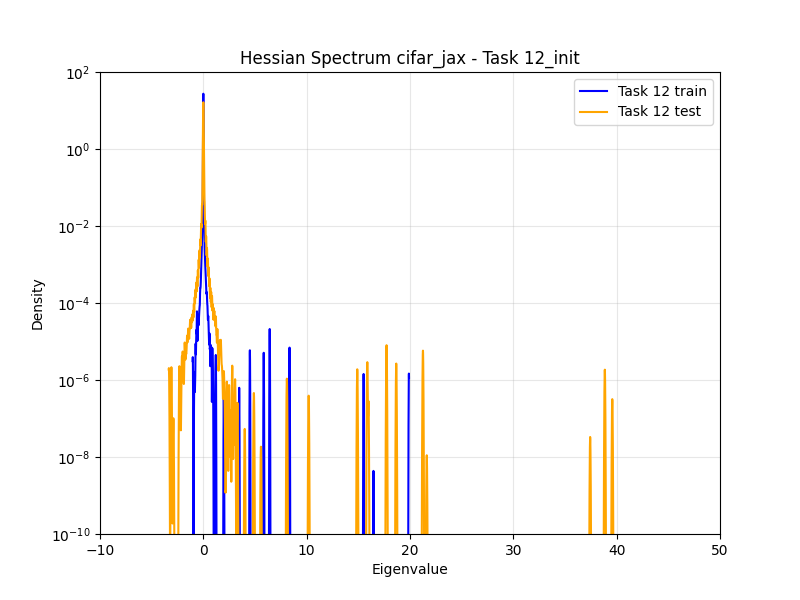 Hessian Spectrum cifar_jax - Task 12_init
Task 12 train
Task 12 test
Density
10^2
10^0
10^-2
10^-4
10^-6
10^-8
10^-10
−10
0
10
20
30
40
50
Eigenvalue